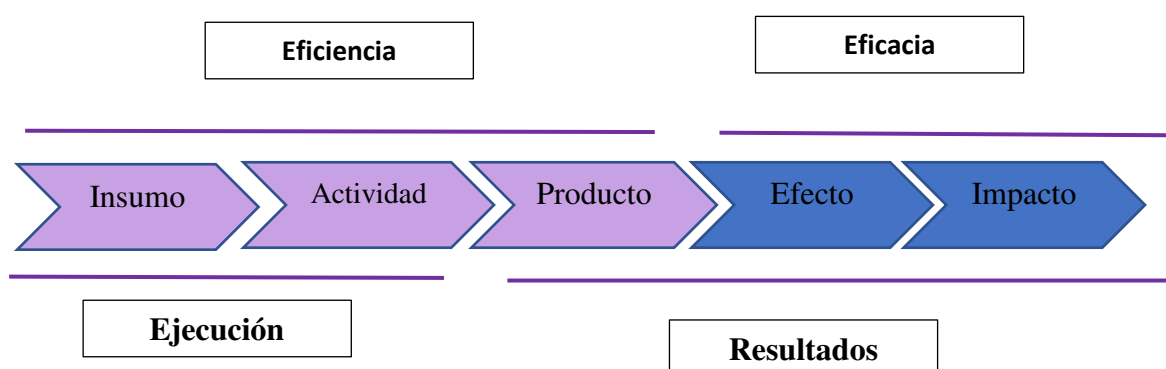 Eficiencia
Eficacia
Insumo
Actividad
Producto
Efecto
Impacto
Ejecución
Resultados